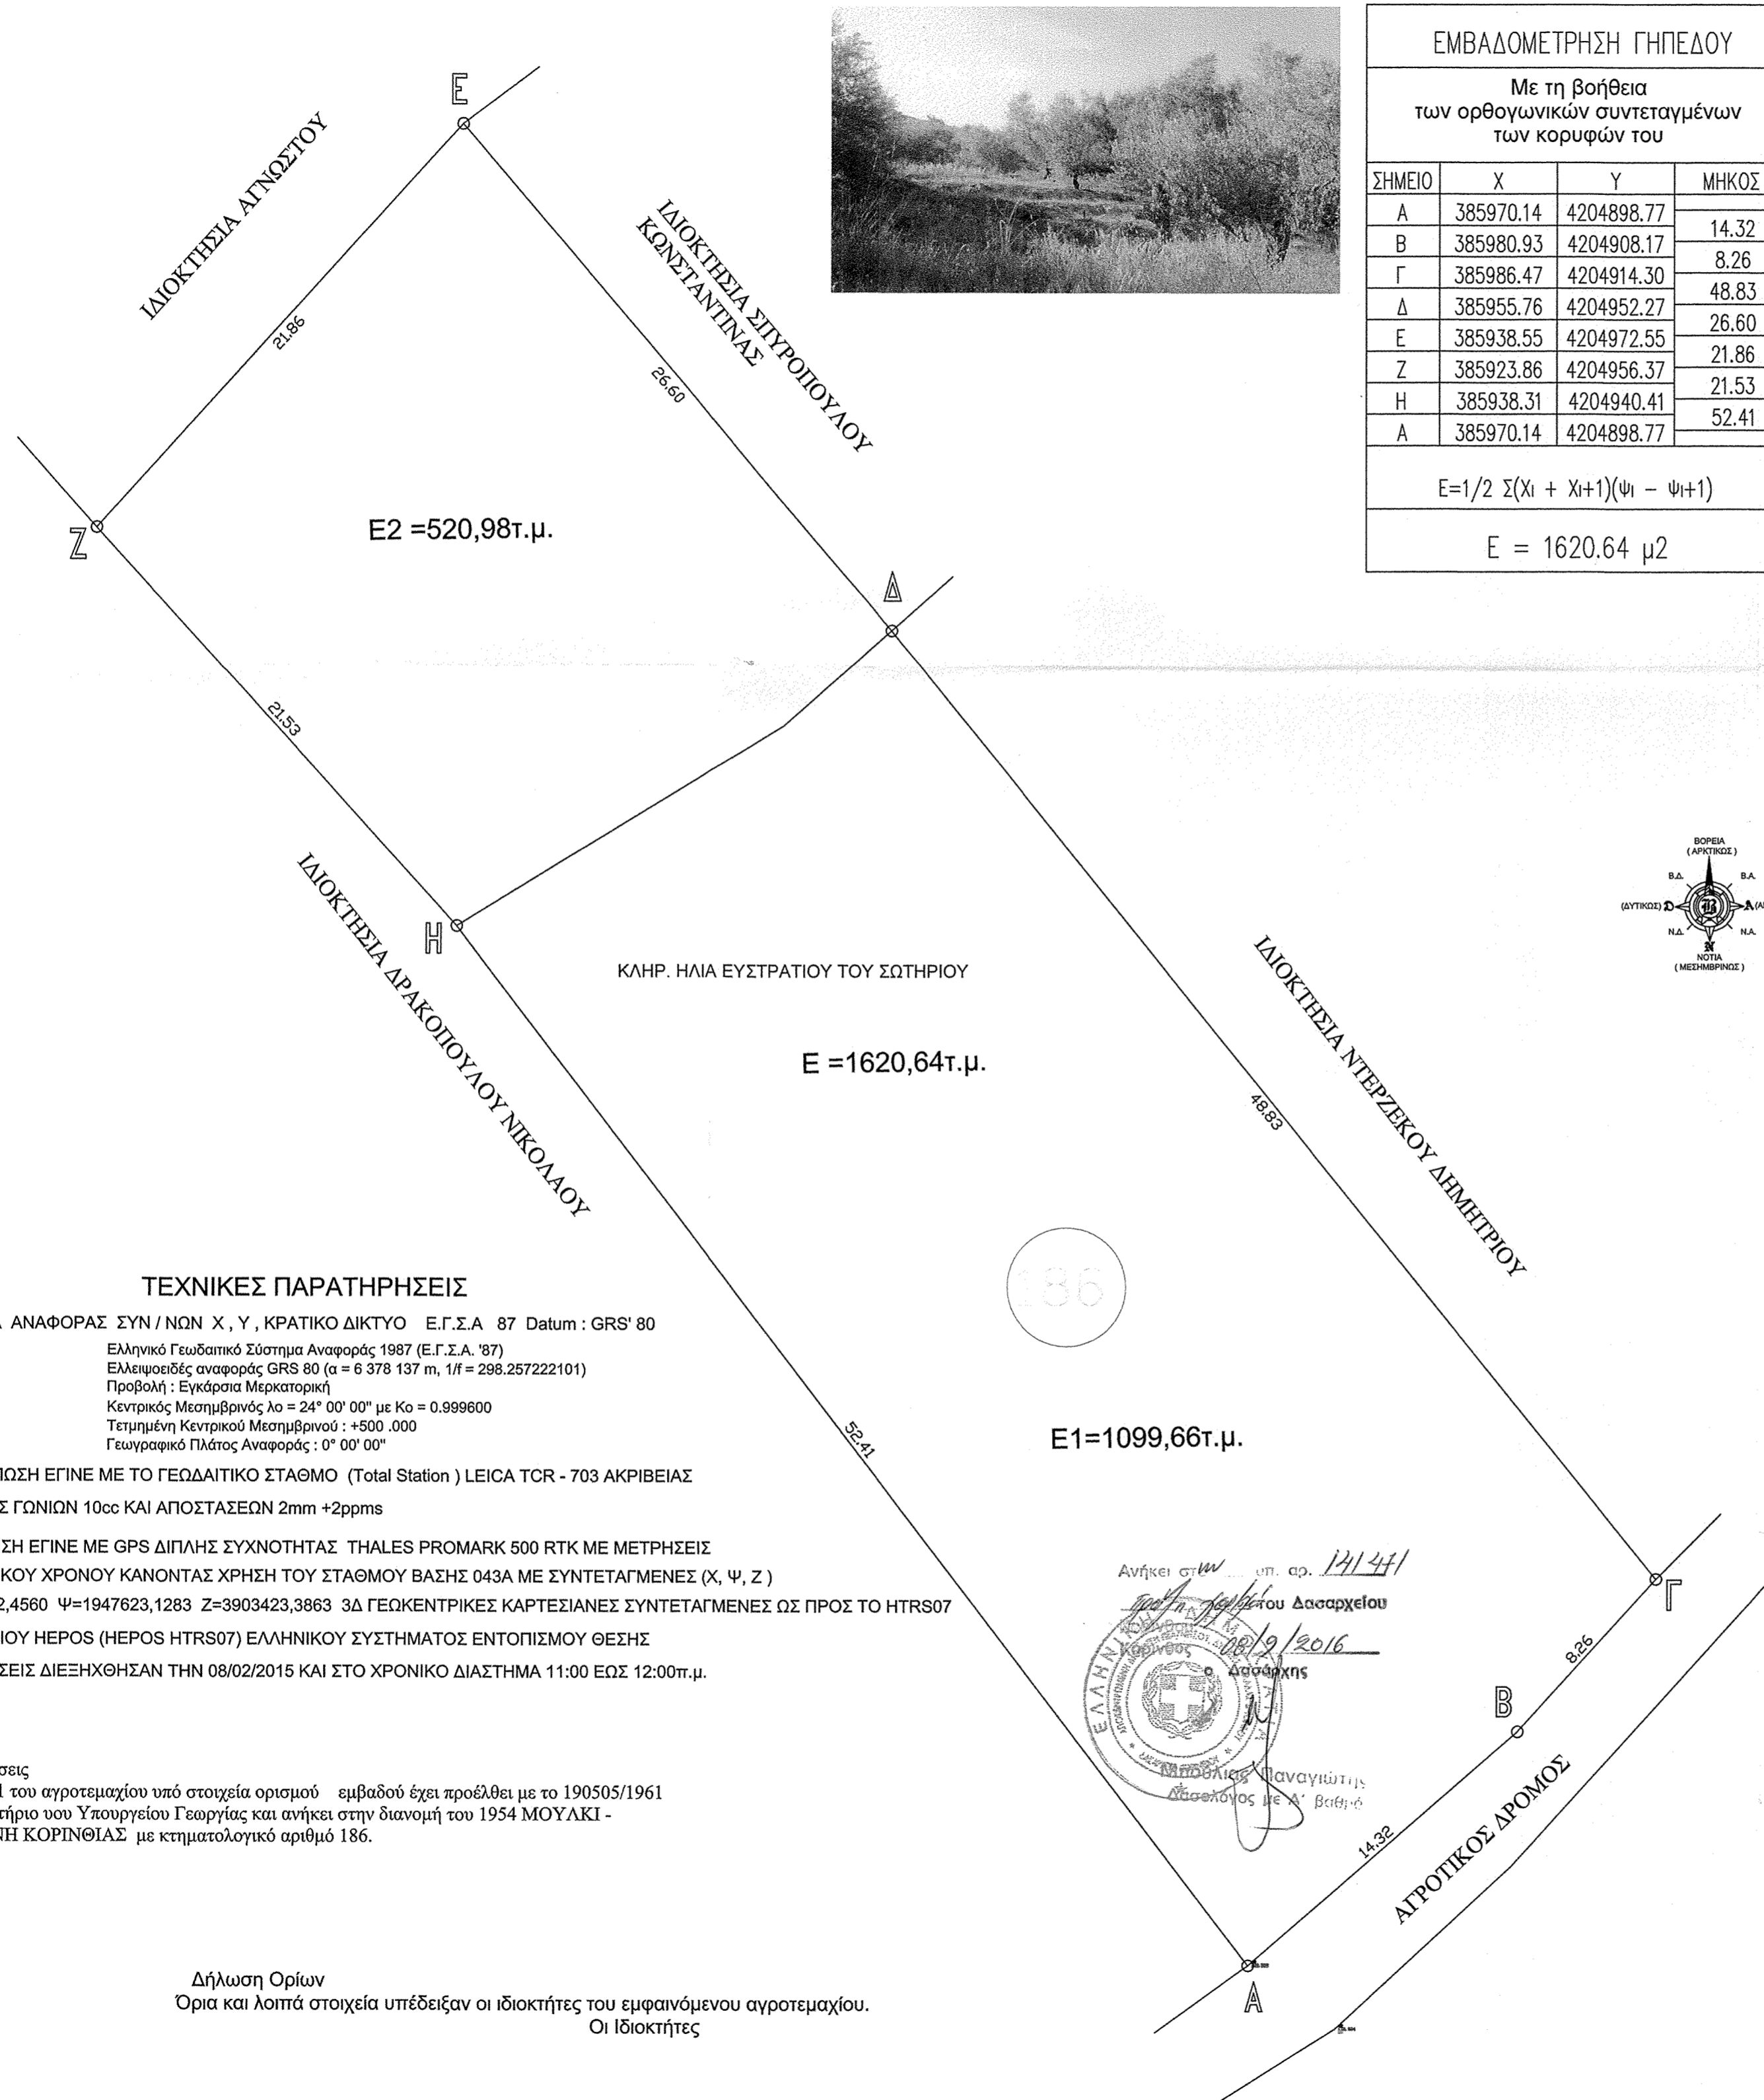 ΕΜΒΑΔΟΜΕΤΡΗΣΗ ΓΗΠΕΔΟΥ
Με τη βοήθεια
των ορθογωνικών συντεταγμένων
των κορυφών του
ΣΗΜΕΙΟ X Y ΜΗΚΟΣ
Α 385970.14 4204898.77
14.32
Β 385980.93 4204908.17
8.26
Γ 385986.47 4204914.30
48.83
Δ 385955.76 4204952.27
26.60
Ε 385938.55 4204972.55
21.86
Ζ 385923.86 4204956.37
21.53
Η 385938.31 4204940.41
52.41
Α 385970.14 4204898.77
E=1/2 Σ(Χι + Χι+1)(ψι − ψι+1)
E = 1620.64 μ2
Ε
ΙΔΙΟΚΤΗΣΙΑ ΑΓΝΩΣΤΟΥ
21.86
ΙΔΙΟΚΤΗΣΙΑ ΣΠΥΡΟΠΟΥΛΟΥ
ΚΩΝΣΤΑΝΤΙΝΑΣ
26.60
Ζ
Ε2 =520,98τ.μ.
Δ
21.53
Η
ΙΔΙΟΚΤΗΣΙΑ ΔΡΑΚΟΠΟΥΛΟΥ ΝΙΚΟΛΑΟΥ
ΚΛΗΡ. ΗΛΙΑ ΕΥΣΤΡΑΤΙΟΥ ΤΟΥ ΣΩΤΗΡΙΟΥ
Ε =1620,64τ.μ.
ΙΔΙΟΚΤΗΣΙΑ ΝΤΕΡΖΕΚΟΥ ΔΗΜΗΤΡΙΟΥ
48.83
ΒΟΡΕΙΑ
( ΑΡΚΤΙΚΩΣ )
Β.Δ. Β.Α.
(ΔΥΤΙΚΩΣ) Δ Β Α
Ν.Δ. Ν.Α.
Ν
ΝΟΤΙΑ
( ΜΕΣΗΜΒΡΙΝΩΣ )
186
52.41
Ε1=1099,66τ.μ.
ΤΕΧΝΙΚΕΣ ΠΑΡΑΤΗΡΗΣΕΙΣ
ΑΝΑΦΟΡΑΣ ΣΥΝ / ΝΩΝ Χ , Υ , ΚΡΑΤΙΚΟ ΔΙΚΤΥΟ Ε.Γ.Σ.Α 87 Datum : GRS' 80
Ελληνικό Γεωδαιτικό Σύστημα Αναφοράς 1987 (Ε.Γ.Σ.Α. '87)
Ελλειψοειδές αναφοράς GRS 80 (α = 6 378 137 m, 1/f = 298.257222101)
Προβολή : Εγκάρσια Μερκατορική
Κεντρικός Μεσημβρινός λο = 24° 00' 00" με Κο = 0.999600
Τετμημένη Κεντρικού Μεσημβρινού : +500 .000
Γεωγραφικό Πλάτος Αναφοράς : 0° 00' 00"
ΠΩΣΗ ΕΓΙΝΕ ΜΕ ΤΟ ΓΕΩΔΑΙΤΙΚΟ ΣΤΑΘΜΟ (Total Station ) LEICA TCR - 703 ΑΚΡΙΒΕΙΑΣ
Σ ΓΩΝΙΩΝ 10cc ΚΑΙ ΑΠΟΣΤΑΣΕΩΝ 2mm +2ppms
ΣΗ ΕΓΙΝΕ ΜΕ GPS ΔΙΠΛΗΣ ΣΥΧΝΟΤΗΤΑΣ THALES PROMARK 500 RTK ΜΕ ΜΕΤΡΗΣΕΙΣ
ΚΟΥ ΧΡΟΝΟΥ ΚΑΝΟΝΤΑΣ ΧΡΗΣΗ ΤΟΥ ΣΤΑΘΜΟΥ ΒΑΣΗΣ 043Α ΜΕ ΣΥΝΤΕΤΑΓΜΕΝΕΣ (Χ, Ψ, Ζ )
2,4560 Ψ=1947623,1283 Ζ=3903423,3863 3Δ ΓΕΩΚΕΝΤΡΙΚΕΣ ΚΑΡΤΕΣΙΑΝΕΣ ΣΥΝΤΕΤΑΓΜΕΝΕΣ ΩΣ ΠΡΟΣ ΤΟ HTRS07
ΙΟΥ HEPOS (HEPOS HTRS07) ΕΛΛΗΝΙΚΟΥ ΣΥΣΤΗΜΑΤΟΣ ΕΝΤΟΠΙΣΜΟΥ ΘΕΣΗΣ
ΣΕΙΣ ΔΙΕΞΗΧΘΗΣΑΝ ΤΗΝ 08/02/2015 ΚΑΙ ΣΤΟ ΧΡΟΝΙΚΟ ΔΙΑΣΤΗΜΑ 11:00 ΕΩΣ 12:00π.μ.
Ανήκει στην υπ. αρ. 14147/
του Δασαρχείου
Κορίνθου
Κόρινθος 08/9/2016
ο Δασάρχης
Μπούλιας Παναγιώτης
Δασολόγος με Α' βαθμό
Γ
8.26
Β
14.32
ΑΓΡΟΤΙΚΟΣ ΔΡΟΜΟΣ
Α
σεις
1 του αγροτεμαχίου υπό στοιχεία ορισμού εμβαδού έχει προέλθει με το 190505/1961
τήριο υου Υπουργείου Γεωργίας και ανήκει στην διανομή του 1954 ΜΟΥΛΚΙ -
ΝΗ ΚΟΡΙΝΘΙΑΣ με κτηματολογικό αριθμό 186.
Δήλωση Ορίων
Όρια και λοιπά στοιχεία υπέδειξαν οι ιδιοκτήτες του εμφαινόμενου αγροτεμαχίου.
Οι Ιδιοκτήτες